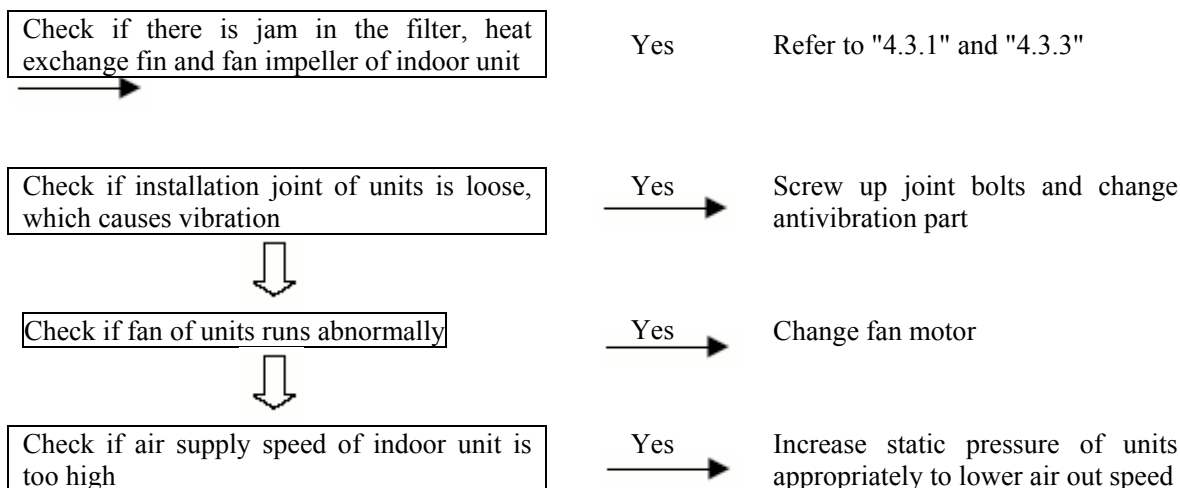 Check if there is jam in the filter, heat
exchange fin and fan impeller of indoor unit
Yes
Refer to "4.3.1" and "4.3.3"
Check if installation joint of units is loose,
which causes vibration
Yes
Screw up joint bolts and change
antivibration part
Check if fan of units runs abnormally
Yes
Change fan motor
Check if air supply speed of indoor unit is
too high
Yes
Increase static pressure of units
appropriately to lower air out speed